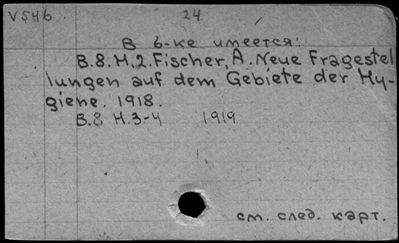 V546 24
В б-ке имеется:
B.8.H.2.Fischer, A. Neue Fragestel
lungen auf dem Gebiete der Hy-
giene. 1918.
B.8 H.3-4 1919
см. след. карт.